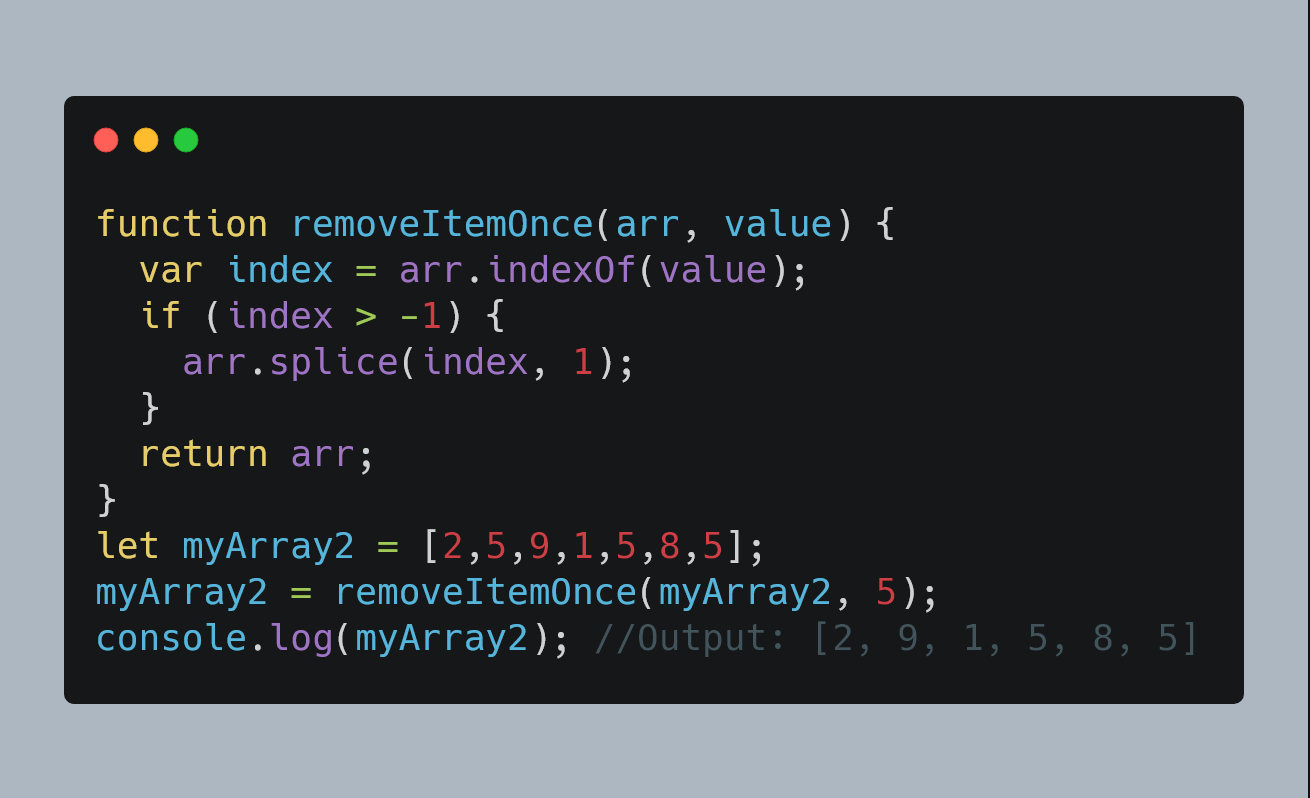 function removeItemOnce(arr, value) {
  var index = arr.indexOf(value);
  if (index > -1) {
    arr.splice(index, 1);
  }
  return arr;
}
let myArray2 = [2,5,9,1,5,8,5];
myArray2 = removeItemOnce(myArray2, 5);
console.log(myArray2); //Output: [2, 9, 1, 5, 8, 5]